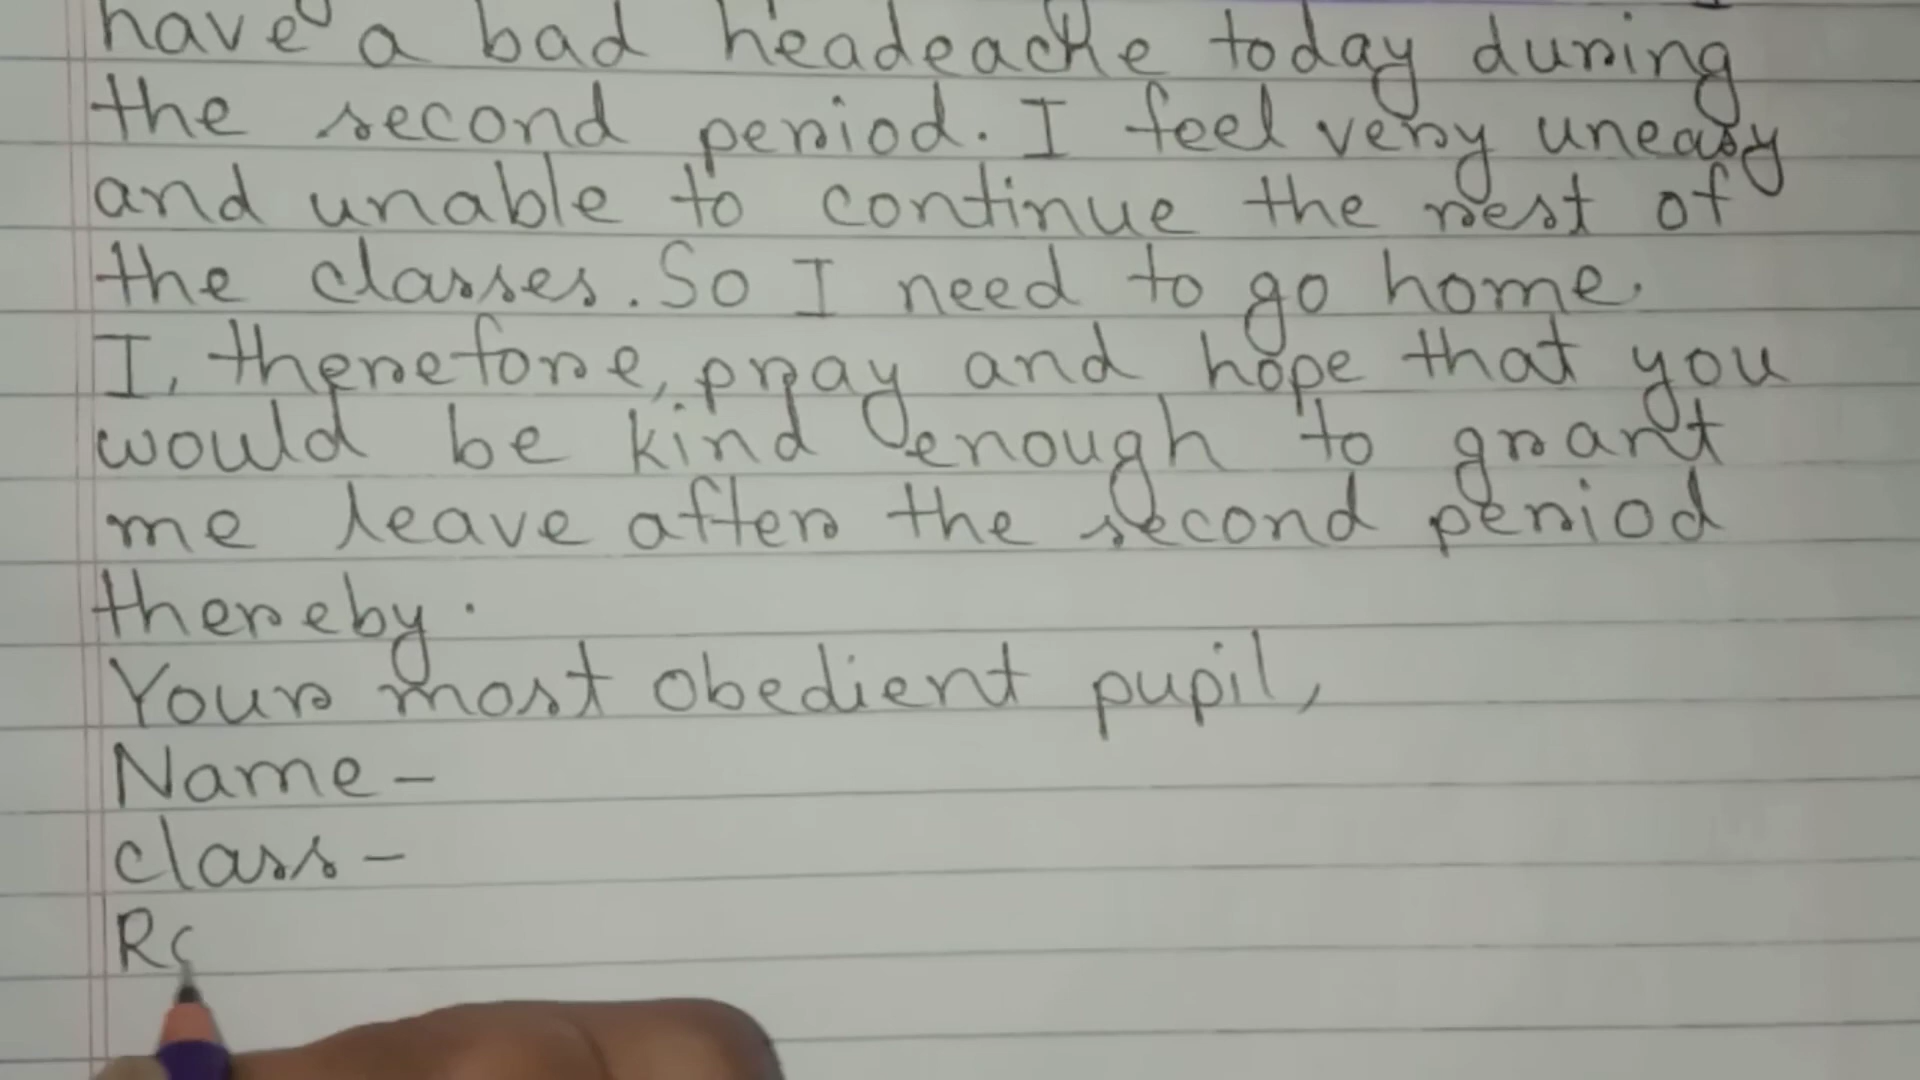 have a bad headeache today during
the second period. I feel very uneasy
and unable to continue the rest of
the classes. So I need to go home.
I, therefore, pray and hope that you
would be kind enough to grant
me leave after the second period
thereby.
Your most obedient pupil,
Name -
class -
Ro